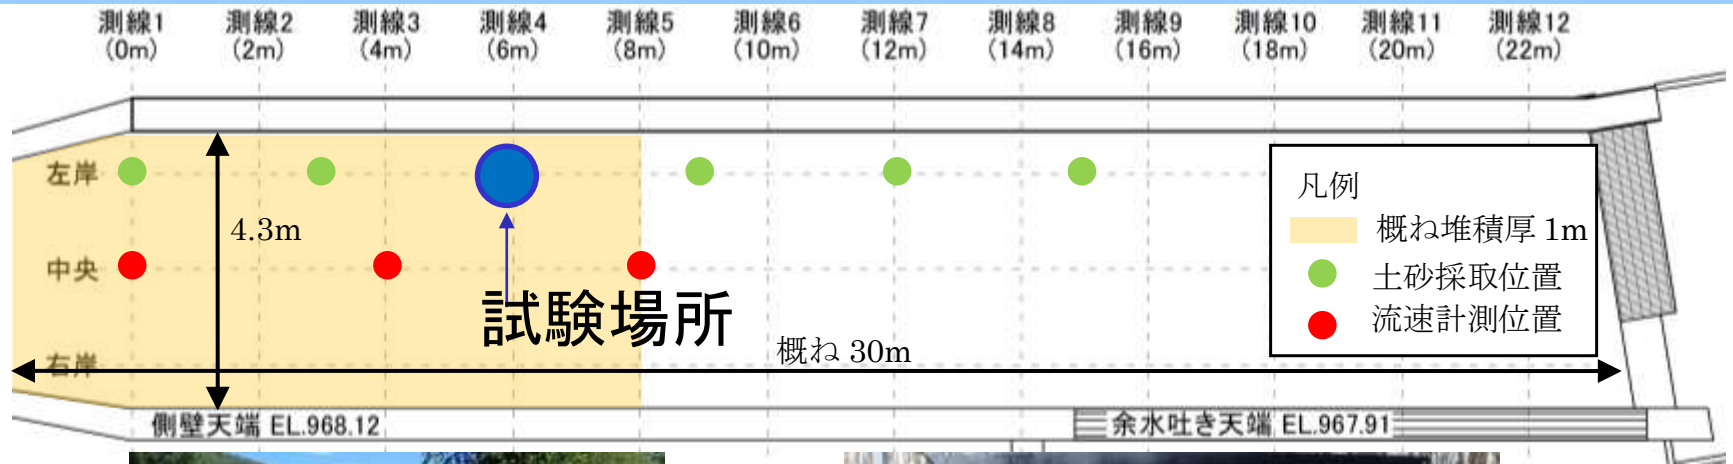 測線1 測線2 測線3 測線4 測線5 測線6 測線7 測線8 測線9 測線10 測線11 測線12
(0m) (2m) (4m) (6m) (8m) (10m) (12m) (14m) (16m) (18m) (20m) (22m)
左岸
4.3m
中央
試験場所
右岸
概ね 30m
凡例
概ね堆積厚 1m
土砂採取位置
流速計測位置
側壁天端 EL.968.12
余水吐き天端 EL.967.91